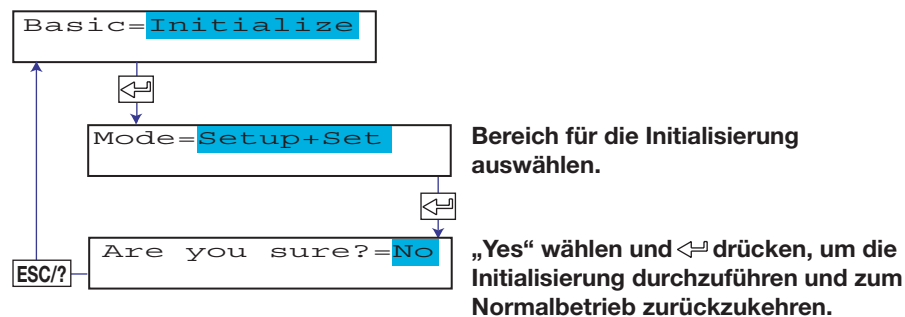 Basic=Initialize
Mode=Setup+Set
Bereich für die Initialisierung
auswählen.
Are you sure?=No
ESC/?
„Yes“ wählen und drücken, um die
Initialisierung durchzuführen und zum
Normalbetrieb zurückzukehren.